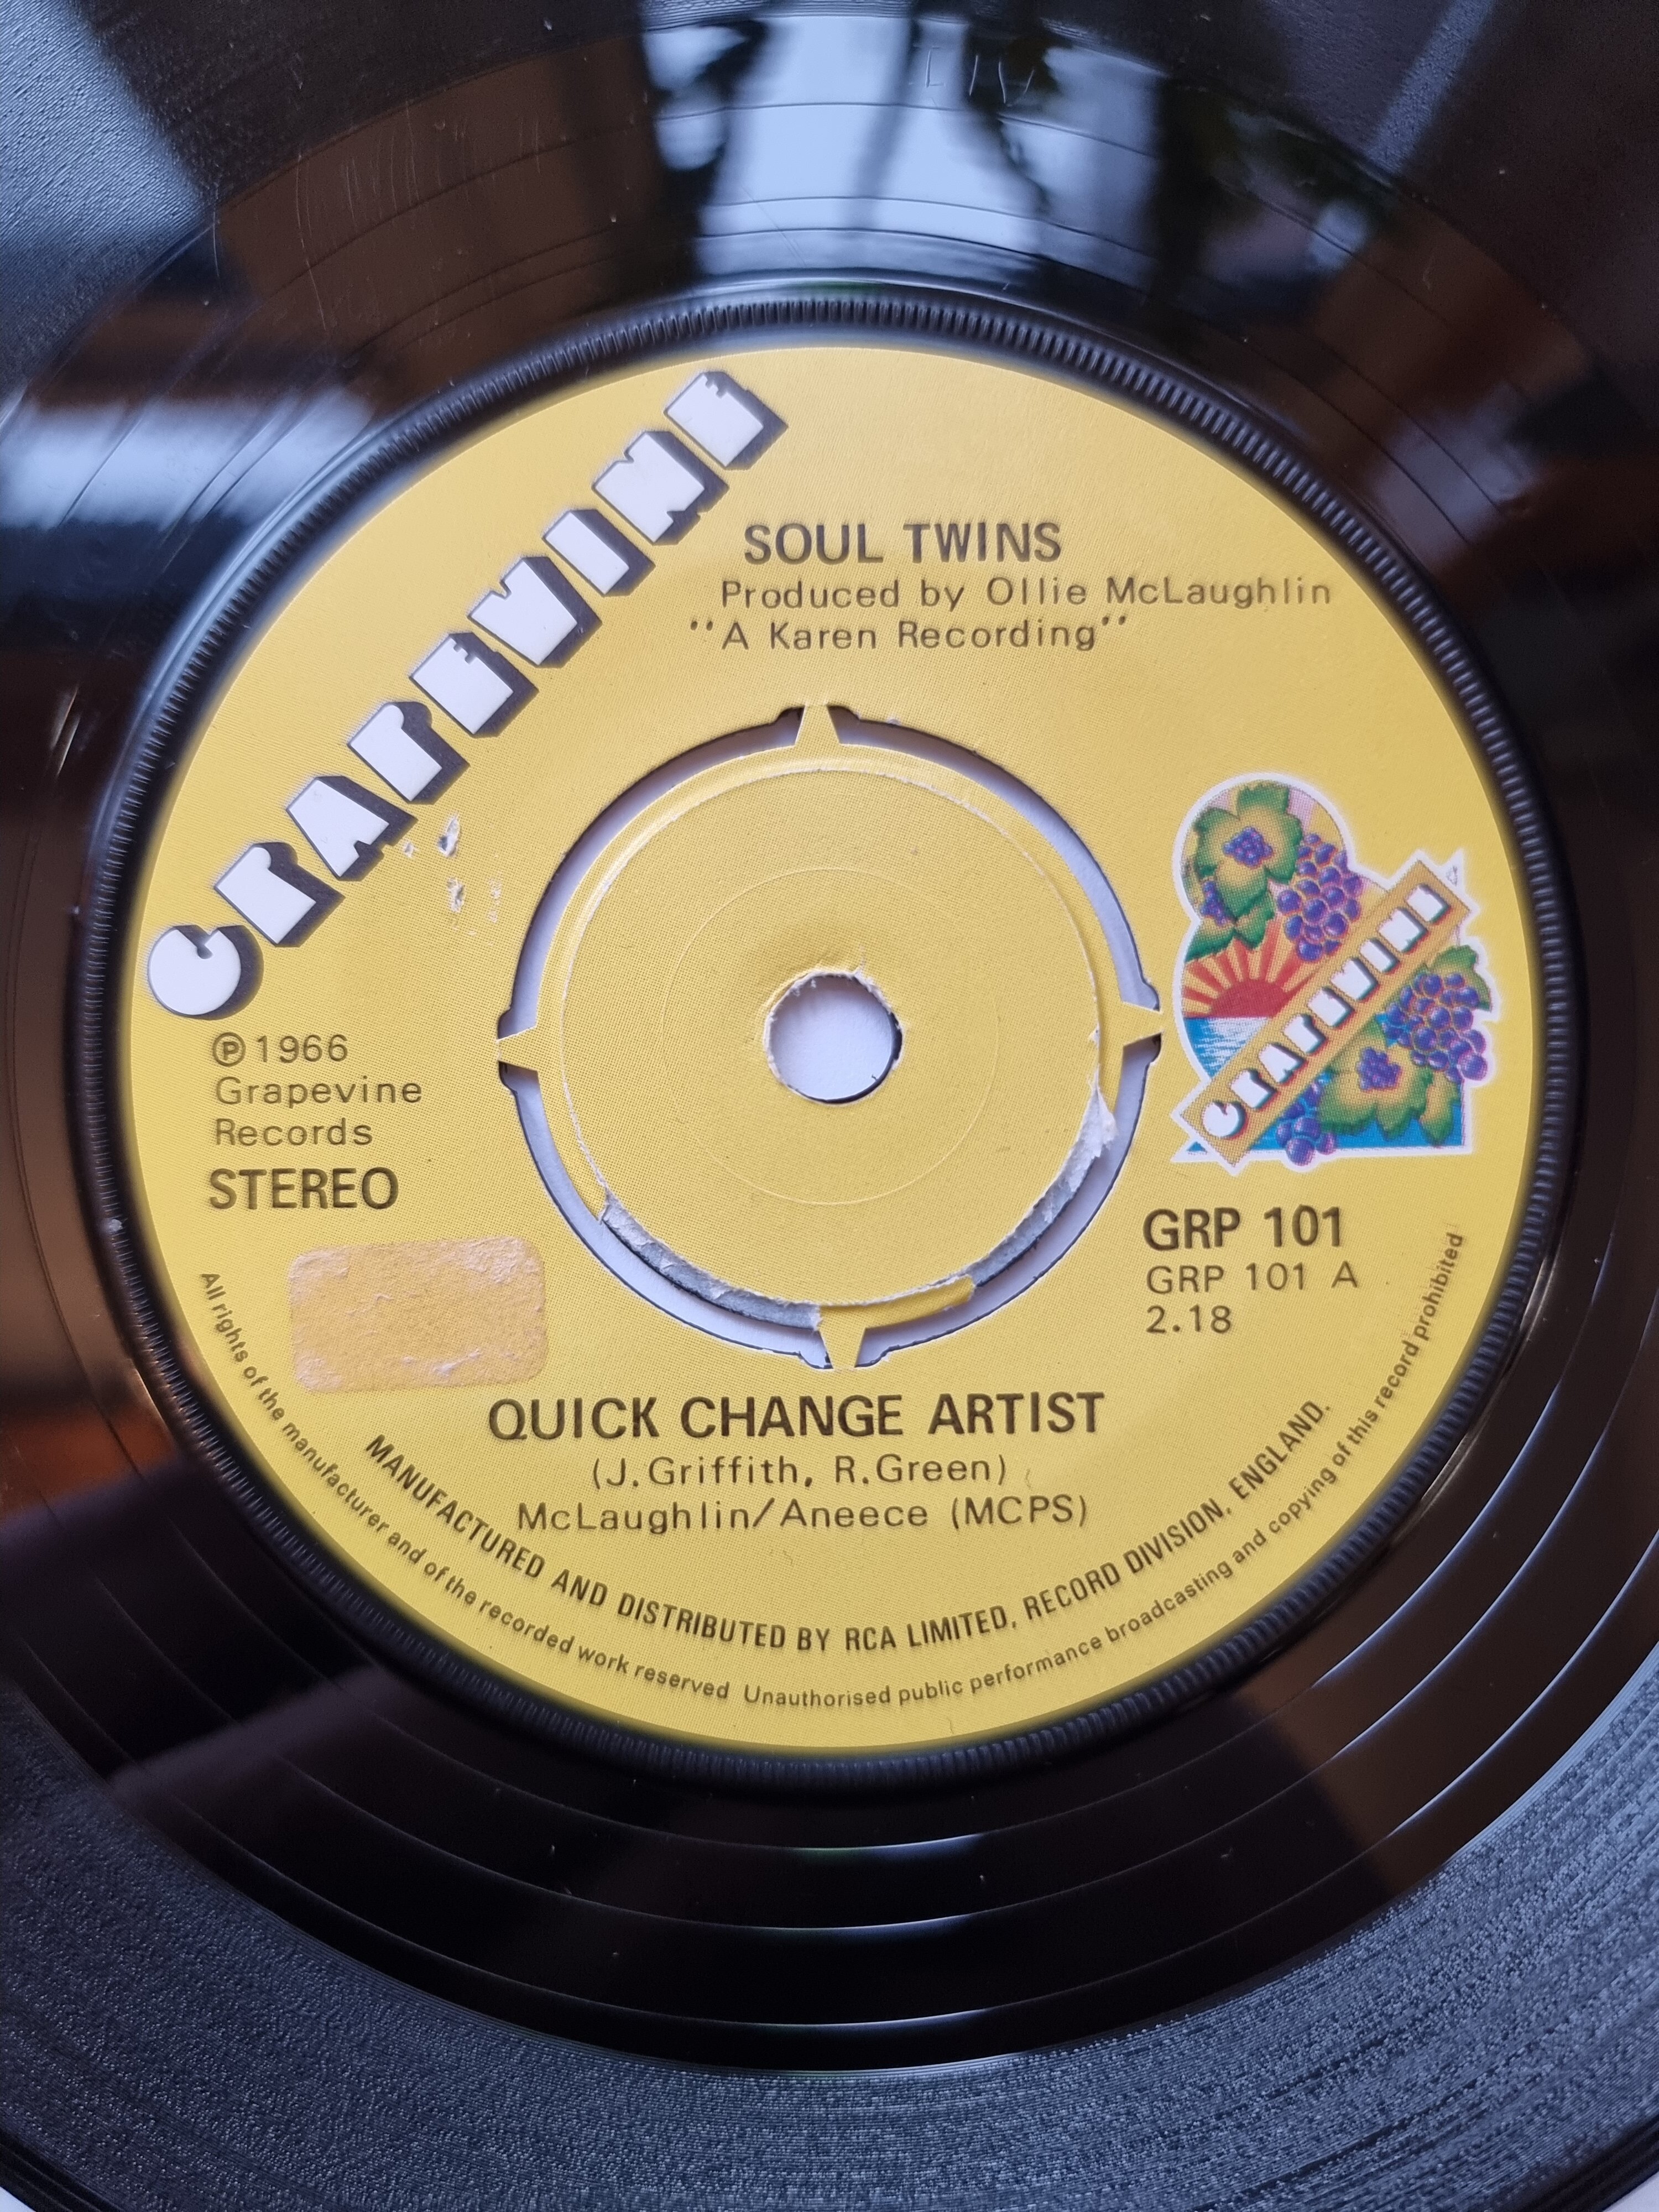 GRAPEVINE
SOUL TWINS
Produced by Ollie McLaughlin
"A Karen Recording"
GRAPEVINE
℗ 1966
Grapevine
Records
STEREO
GRP 101
GRP 101 A
2.18
QUICK CHANGE ARTIST
(J.Griffith, R.Green)
McLaughlin/Aneece (MCPS)
MANUFACTURED AND DISTRIBUTED BY RCA LIMITED, RECORD DIVISION, ENGLAND.
All rights of the manufacturer and of the recorded work reserved Unauthorised public performance broadcasting and copying of this record prohibited